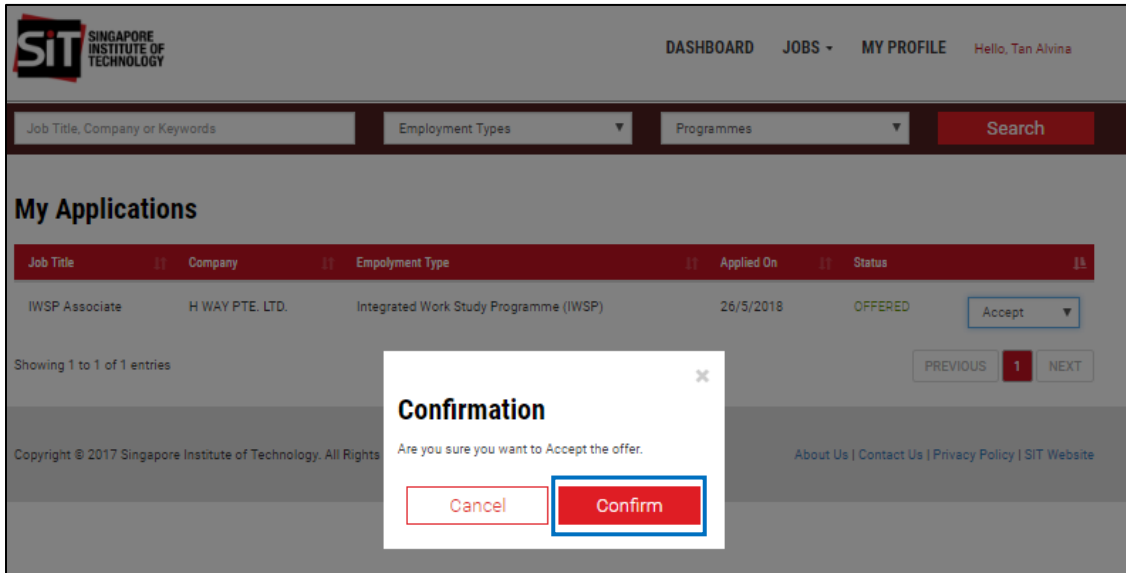 SiT SINGAPORE
INSTITUTE OF
TECHNOLOGY
DASHBOARD JOBS MY PROFILE Hello, Tan Alvina
Job Title, Company or Keywords Employment Types Programmes Search
My Applications
Job Title Company Empolyment Type Applied On Status
IWSP Associate H WAY PTE. LTD. Integrated Work Study Programme (IWSP) 26/5/2018 OFFERED Accept
Showing 1 to 1 of 1 entries PREVIOUS 1 NEXT
×
Confirmation
Are you sure you want to Accept the offer.
Cancel Confirm
Copyright © 2017 Singapore Institute of Technology. All Rights About Us | Contact Us | Privacy Policy | SIT Website